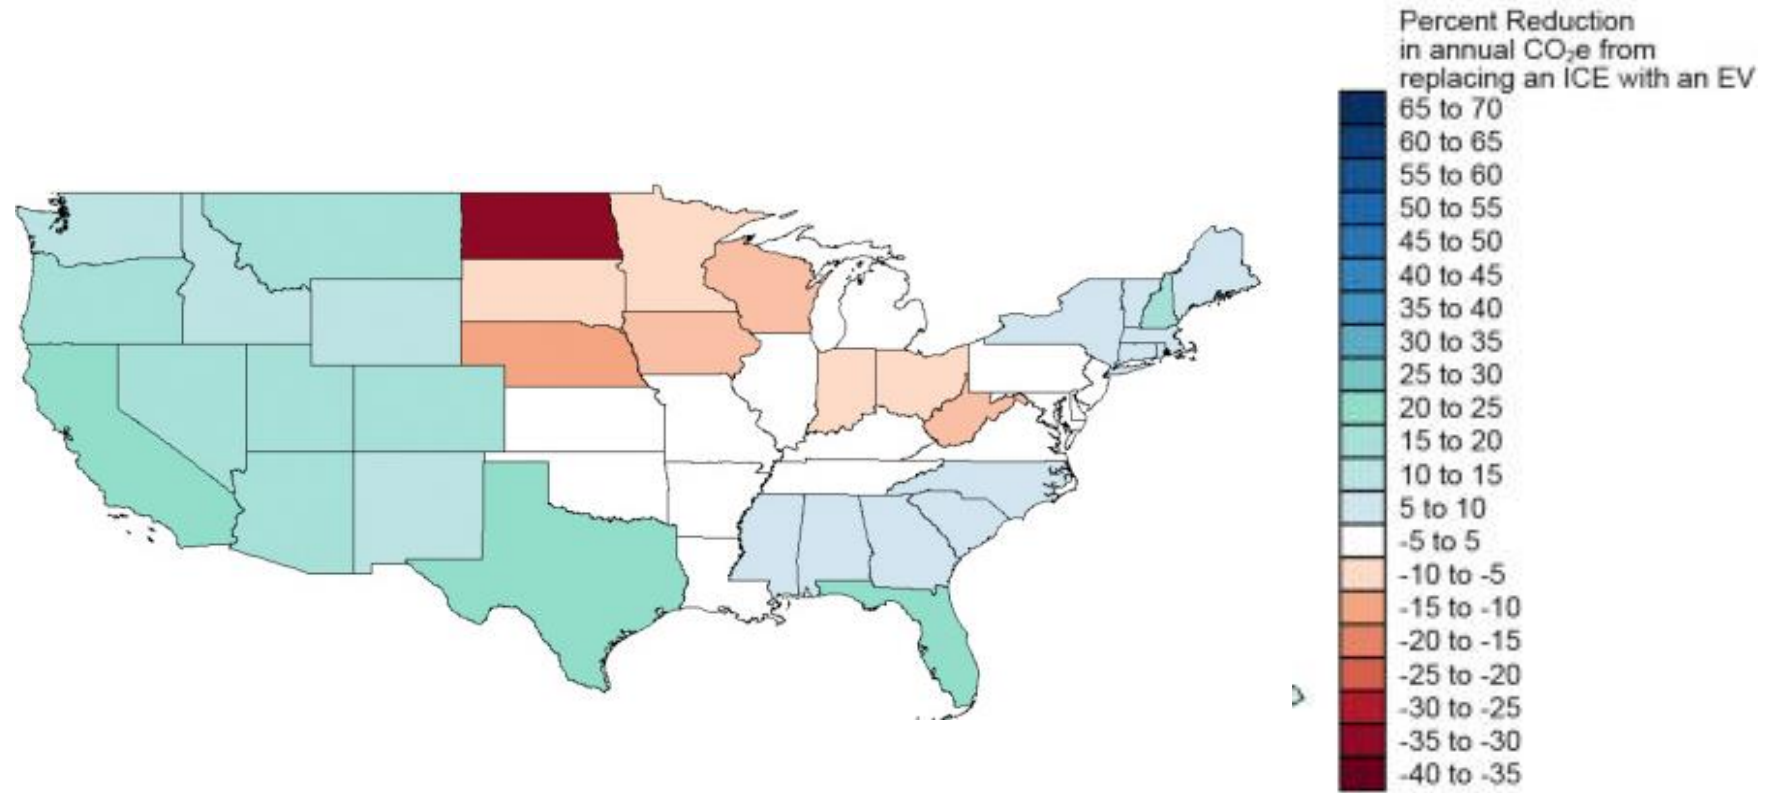 Percent Reduction
in annual CO₂e from
replacing an ICE with an EV
65 to 70
60 to 65
55 to 60
50 to 55
45 to 50
40 to 45
35 to 40
30 to 35
25 to 30
20 to 25
15 to 20
10 to 15
5 to 10
-5 to 5
-10 to -5
-15 to -10
-20 to -15
-25 to -20
-30 to -25
-35 to -30
-40 to -35